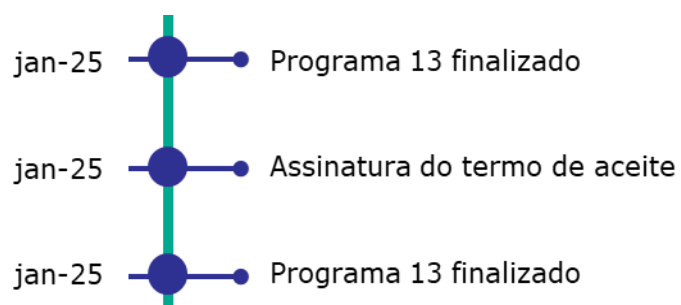 jan-25 Programa 13 finalizado
jan-25 Assinatura do termo de aceite
jan-25 Programa 13 finalizado